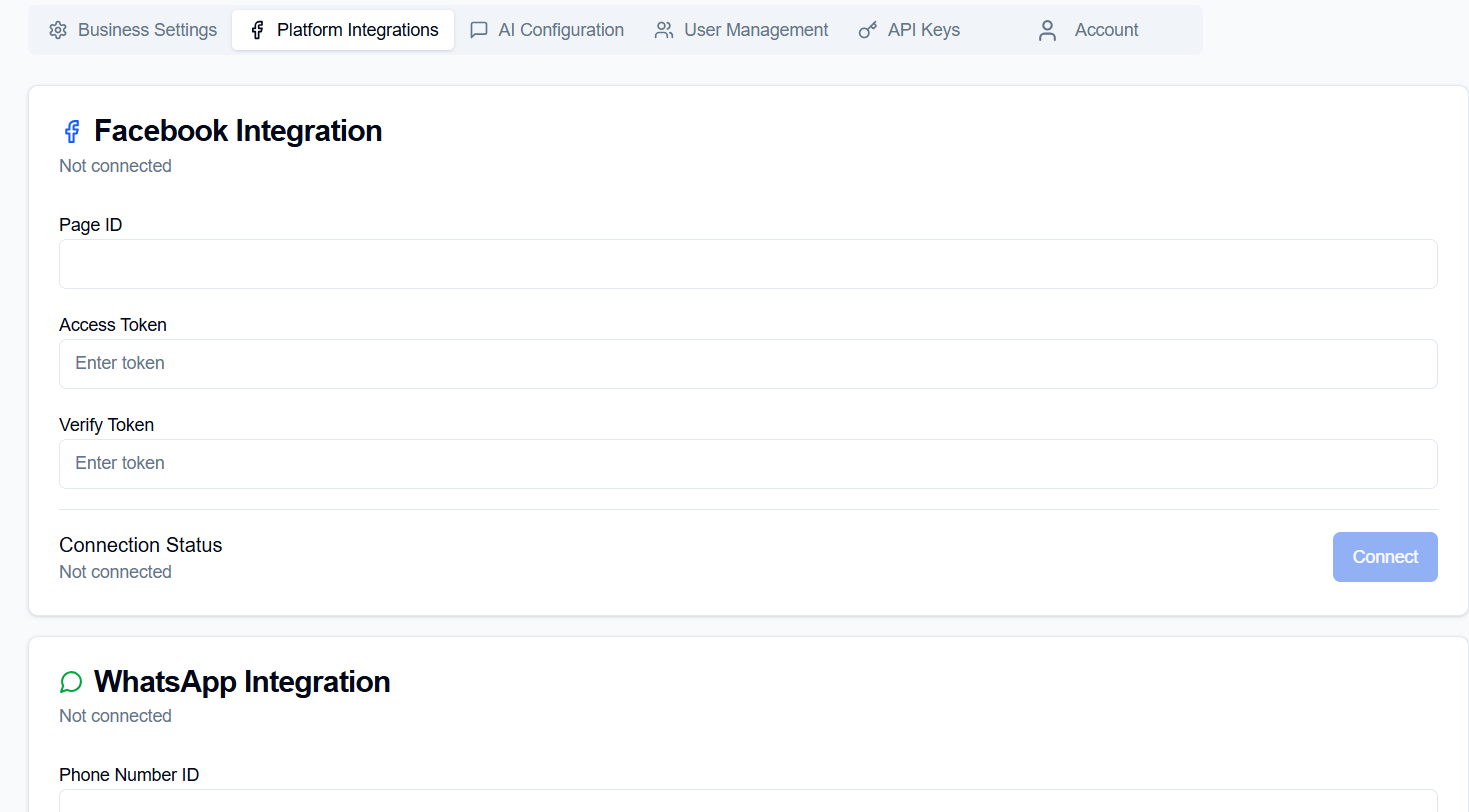 Business Settings Platform Integrations AI Configuration User Management API Keys Account
Facebook Integration
Not connected
Page ID
Access Token
Enter token
Verify Token
Enter token
Connection Status
Not connected
Connect
WhatsApp Integration
Not connected
Phone Number ID